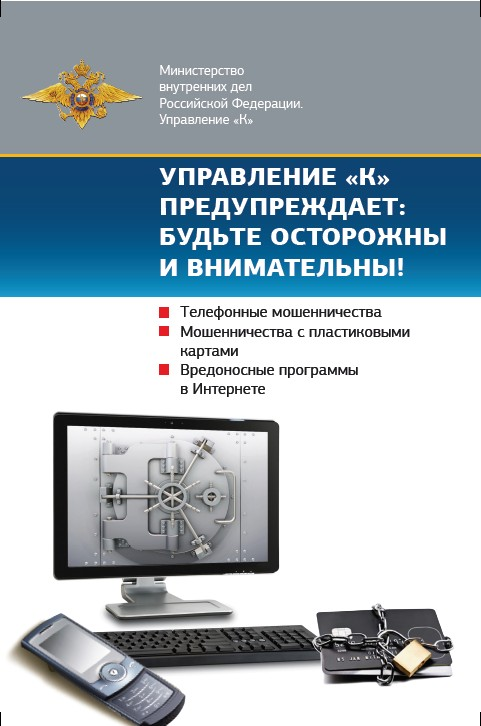 Министерство
внутренних дел
Российской Федерации.
Управление «К»
УПРАВЛЕНИЕ «К»
ПРЕДУПРЕЖДАЕТ:
БУДЬТЕ ОСТОРОЖНЫ
И ВНИМАТЕЛЬНЫ!
Телефонные мошенничества
Мошенничества с пластиковыми
картами
Вредоносные программы
в Интернете